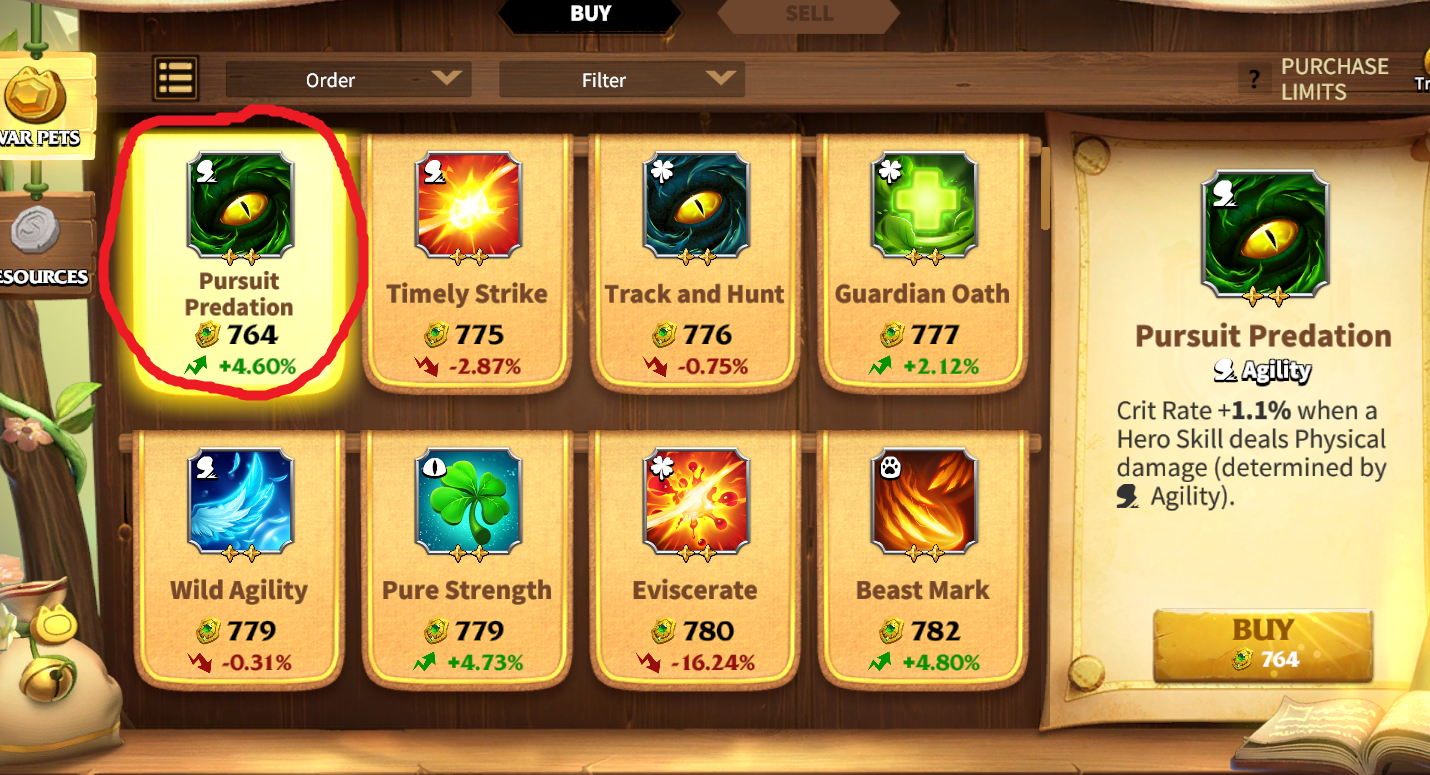 BUY
SELL
Order
Filter
?
PURCHASE
LIMITS
WAR PETS
Pursuit
Predation
764
+4.60%
Timely Strike
775
-2.87%
Track and Hunt
776
-0.75%
Guardian Oath
777
+2.12%
RESOURCES
Wild Agility
779
-0.31%
Pure Strength
779
+4.73%
Eviscerate
780
-16.24%
Beast Mark
782
+4.80%
Pursuit Predation
Agility
Crit Rate +1.1% when a
Hero Skill deals Physical
damage (determined by
Agility).
BUY
764